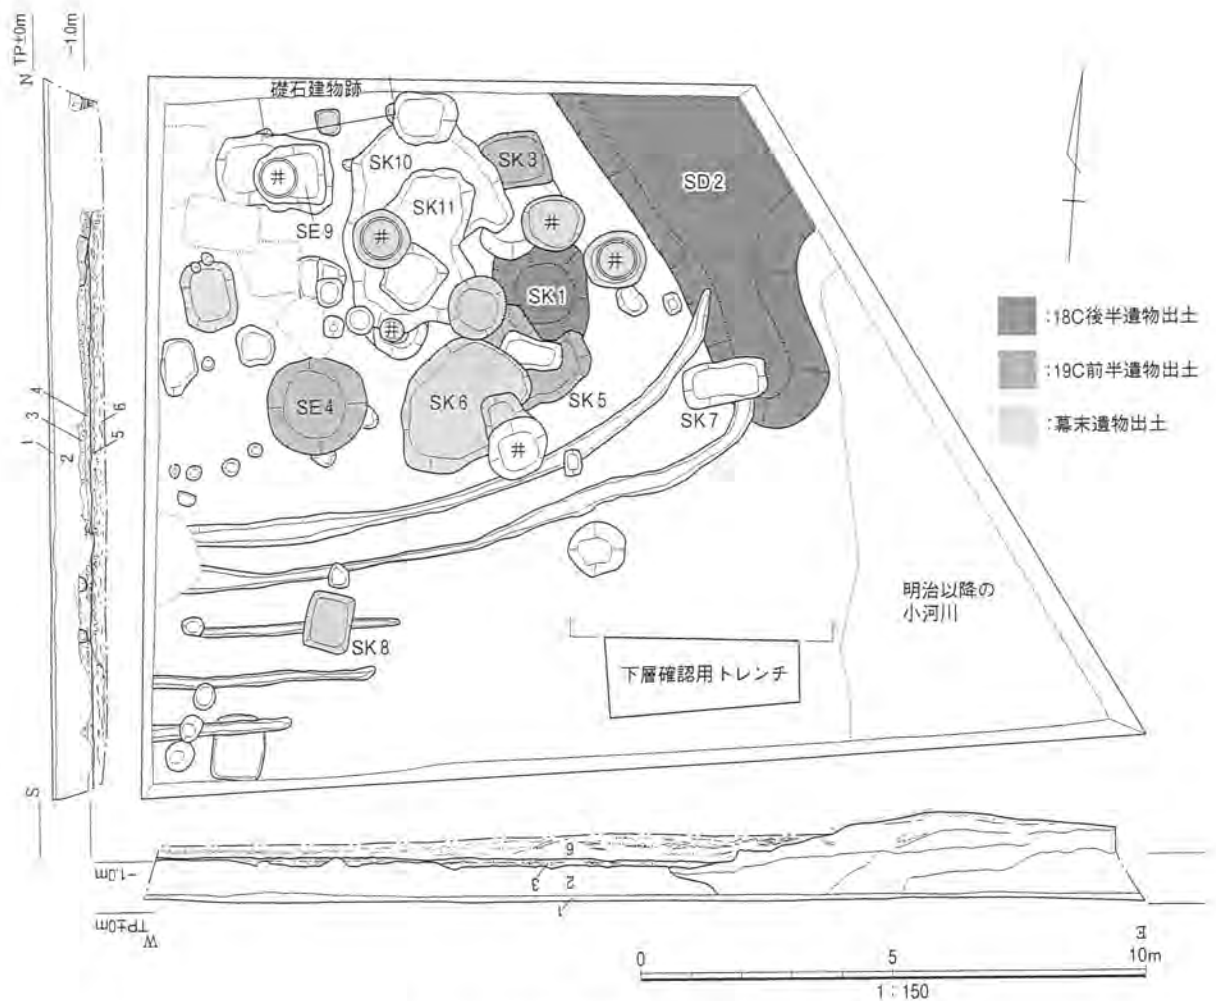 TP±0m
-1.0m
N
礎石建物跡
SK10
SK3
SD2
井
SK11
井
SE9
井
井
SK1
:18C後半遺物出土
井
:19C前半遺物出土
SE4
SK6
SK5
SK7
:幕末遺物出土
井
4
3
1
2
6
5
明治以降の
小河川
SK8
下層確認用トレンチ
S
6
-1.0m
3
2
1
TP±0m
W
E
0
5
10m
1:150